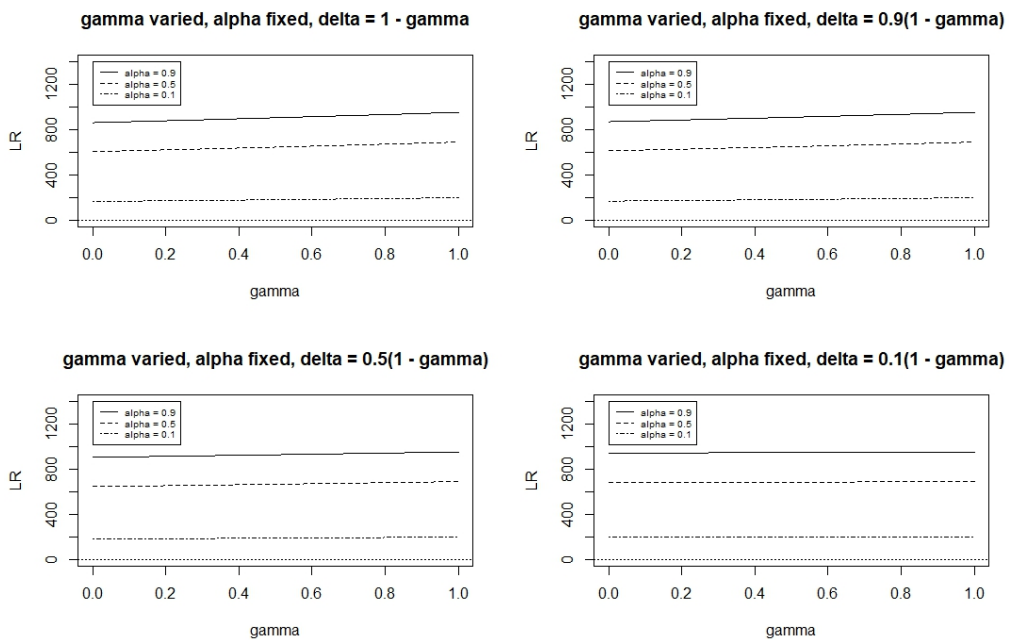 gamma varied, alpha fixed, delta = 1 - gamma
LR
1200
800
400
0
alpha = 0.9
alpha = 0.5
alpha = 0.1
0.0 0.2 0.4 0.6 0.8 1.0
gamma
gamma varied, alpha fixed, delta = 0.9(1 - gamma)
LR
1200
800
400
0
alpha = 0.9
alpha = 0.5
alpha = 0.1
0.0 0.2 0.4 0.6 0.8 1.0
gamma
gamma varied, alpha fixed, delta = 0.5(1 - gamma)
LR
1200
800
400
0
alpha = 0.9
alpha = 0.5
alpha = 0.1
0.0 0.2 0.4 0.6 0.8 1.0
gamma
gamma varied, alpha fixed, delta = 0.1(1 - gamma)
LR
1200
800
400
0
alpha = 0.9
alpha = 0.5
alpha = 0.1
0.0 0.2 0.4 0.6 0.8 1.0
gamma